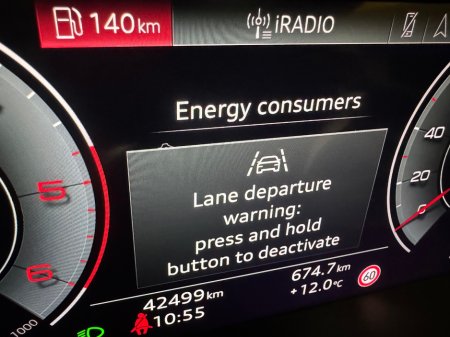 140 km
iRADIO
Energy consumers
Lane departure
warning:
press and hold
button to deactivate
5
6
1000
40
20
0
42499 km
674.7 km
10:55
+12.0°C
60